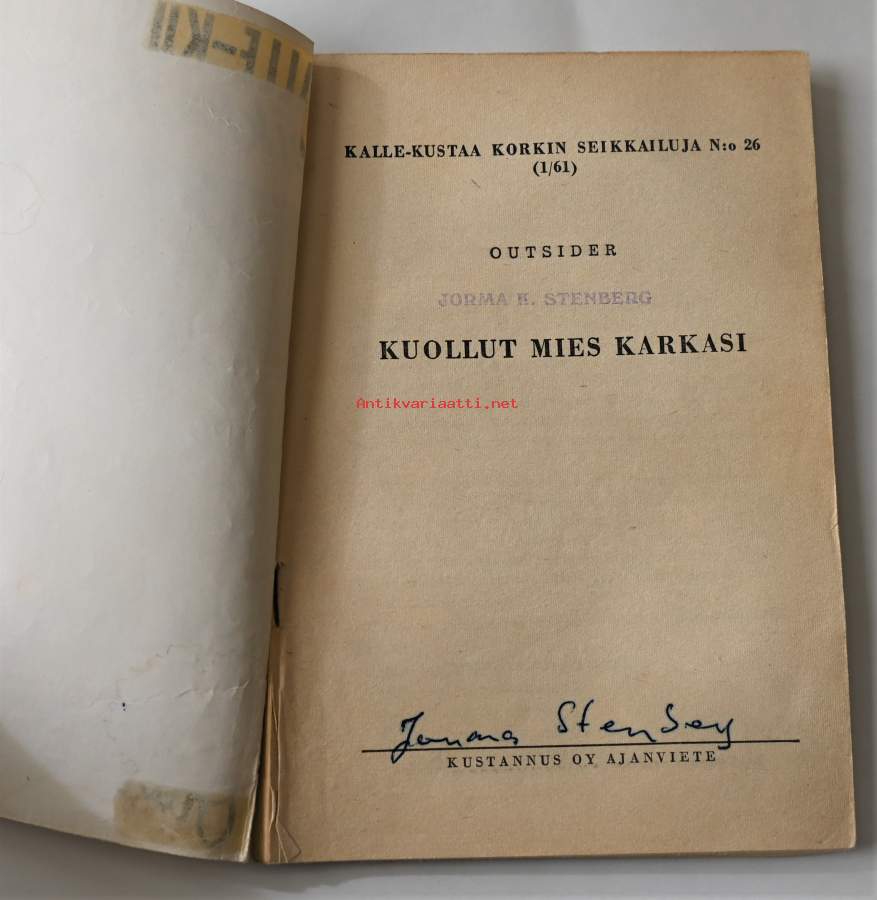 KALLE-KUSTAA KORKIN SEIKKAILUJA N:o 26
(1/61)
OUTSIDER
JORMA E. STENBERG
KUOLLUT MIES KARKASI
Antikvariaatti.net
Jorma Stenberg
KUSTANNUS OY AJANVIETE